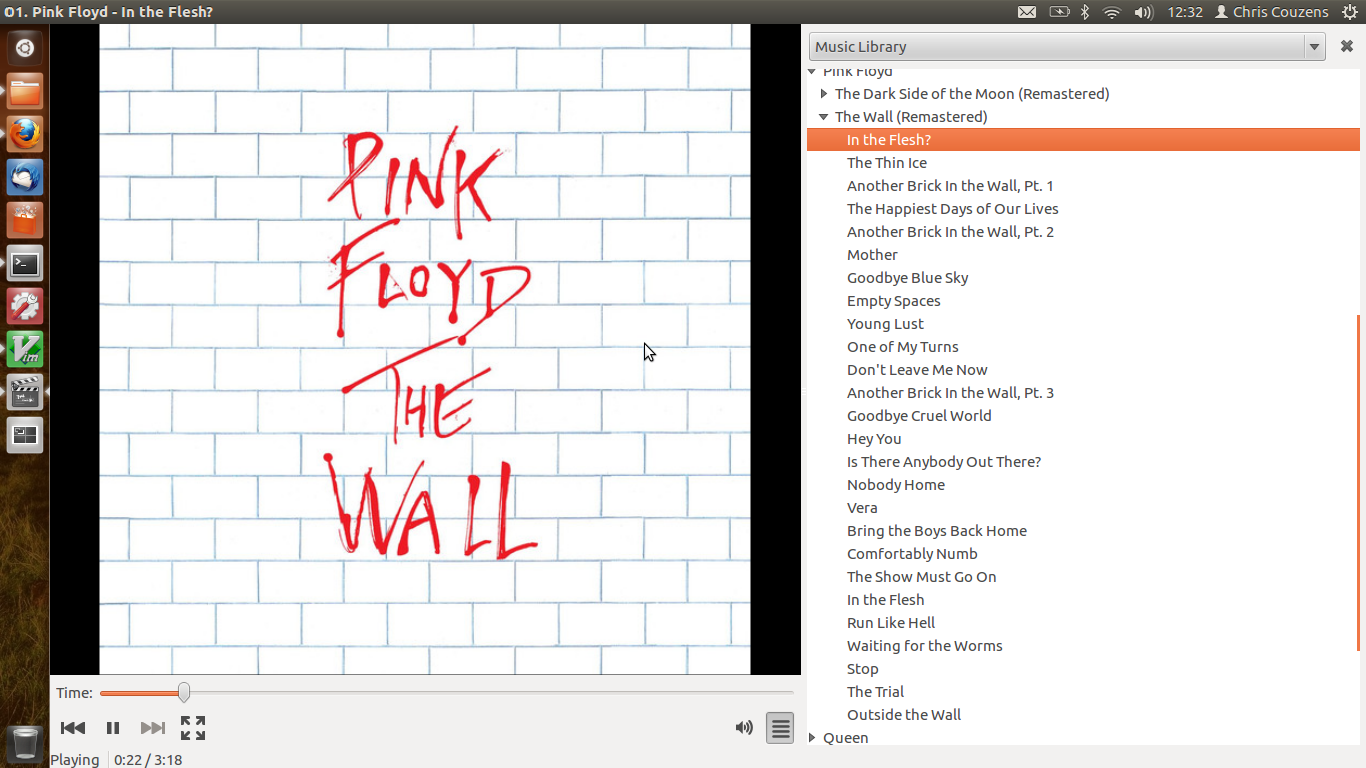 01. Pink Floyd - In the Flesh?
12:32
Chris Couzens
PINK
FLOYD
THE
WALL
Time:
Playing
0:22 / 3:18
Music Library
Pink Floyd
The Dark Side of the Moon (Remastered)
The Wall (Remastered)
In the Flesh?
The Thin Ice
Another Brick In the Wall, Pt. 1
The Happiest Days of Our Lives
Another Brick In the Wall, Pt. 2
Mother
Goodbye Blue Sky
Empty Spaces
Young Lust
One of My Turns
Don't Leave Me Now
Another Brick In the Wall, Pt. 3
Goodbye Cruel World
Hey You
Is There Anybody Out There?
Nobody Home
Vera
Bring the Boys Back Home
Comfortably Numb
The Show Must Go On
In the Flesh
Run Like Hell
Waiting for the Worms
Stop
The Trial
Outside the Wall
Queen